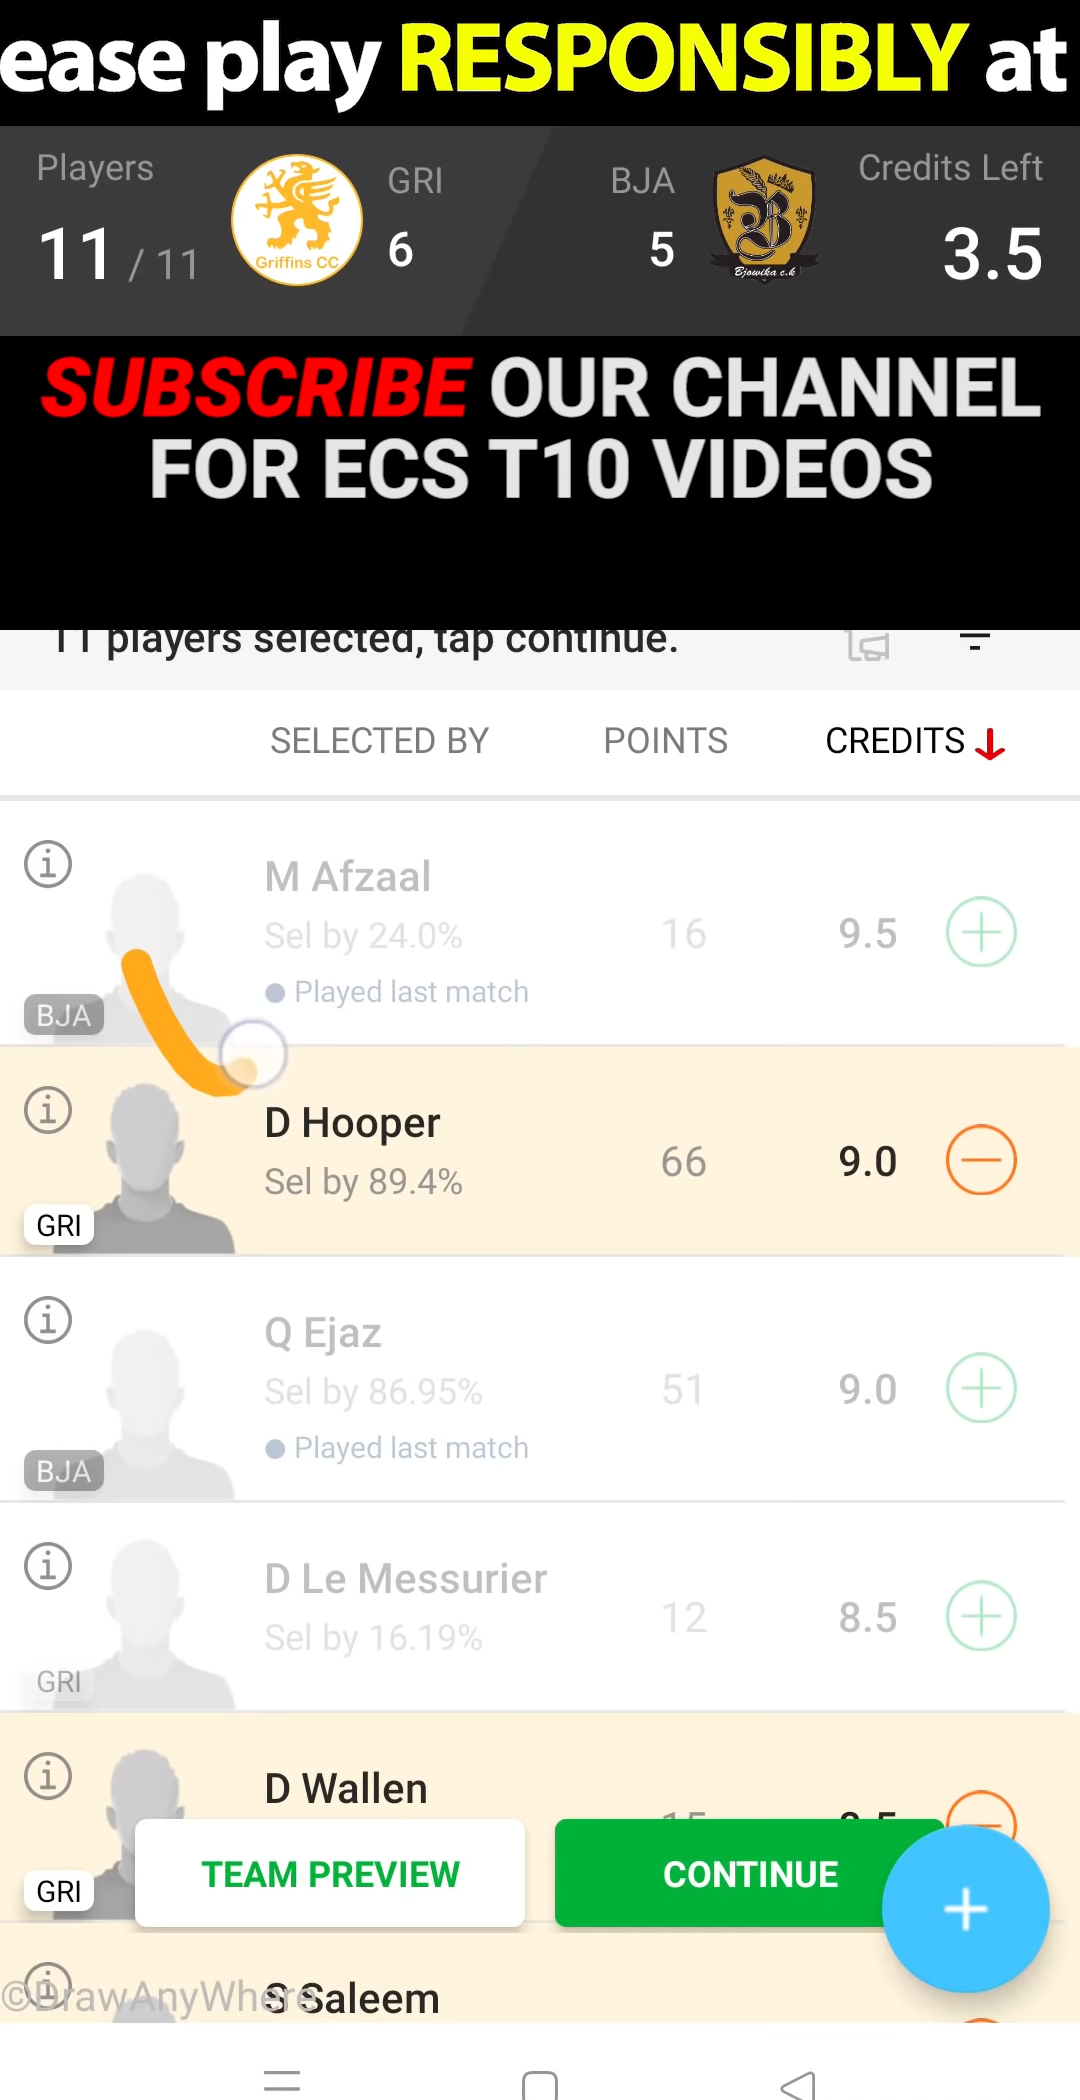 ease play RESPONSIBLY at
Players
GRI
BJA
Credits Left
11 / 11
Griffins CC
6
5
Bjowika c.k
3.5
SUBSCRIBE OUR CHANNEL
FOR ECS T10 VIDEOS
11 players selected, tap continue.
SELECTED BY
POINTS
CREDITS
M Afzaal
Sel by 24.0%
16
9.5
Played last match
BJA
D Hooper
Sel by 89.4%
66
9.0
GRI
Q Ejaz
Sel by 86.95%
51
9.0
Played last match
BJA
D Le Messurier
Sel by 16.19%
12
8.5
GRI
D Wallen
GRI
TEAM PREVIEW
CONTINUE
©DrawAnyWhere
S Saleem